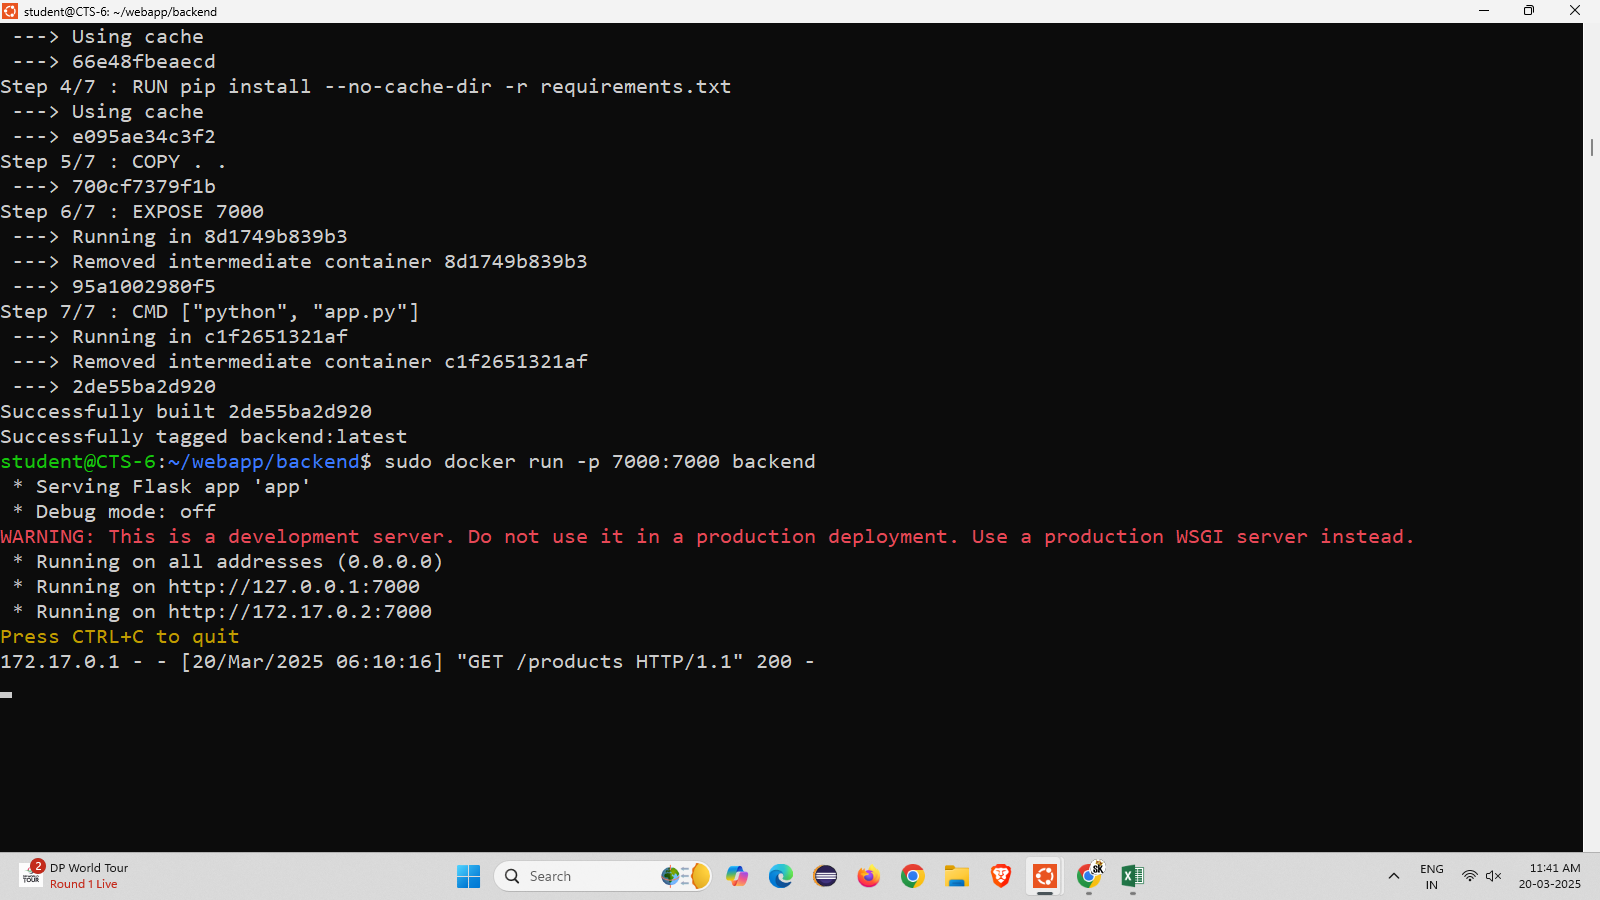 student@CTS-6: ~/webapp/backend
---> Using cache
---> 66e48fbeaecd
Step 4/7 : RUN pip install --no-cache-dir -r requirements.txt
---> Using cache
---> e095ae34c3f2
Step 5/7 : COPY . .
---> 700cf7379f1b
Step 6/7 : EXPOSE 7000
---> Running in 8d1749b839b3
---> Removed intermediate container 8d1749b839b3
---> 95a1002980f5
Step 7/7 : CMD ["python", "app.py"]
---> Running in c1f2651321af
---> Removed intermediate container c1f2651321af
---> 2de55ba2d920
Successfully built 2de55ba2d920
Successfully tagged backend:latest
student@CTS-6:~/webapp/backend$ sudo docker run -p 7000:7000 backend
* Serving Flask app 'app'
* Debug mode: off
WARNING: This is a development server. Do not use it in a production deployment. Use a production WSGI server instead.
* Running on all addresses (0.0.0.0)
* Running on http://127.0.0.1:7000
* Running on http://172.17.0.2:7000
Press CTRL+C to quit
172.17.0.1 - - [20/Mar/2025 06:10:16] "GET /products HTTP/1.1" 200 -
2
TOUR
DP World Tour
Round 1 Live
Search
SK
ENG
IN
11:41 AM
20-03-2025